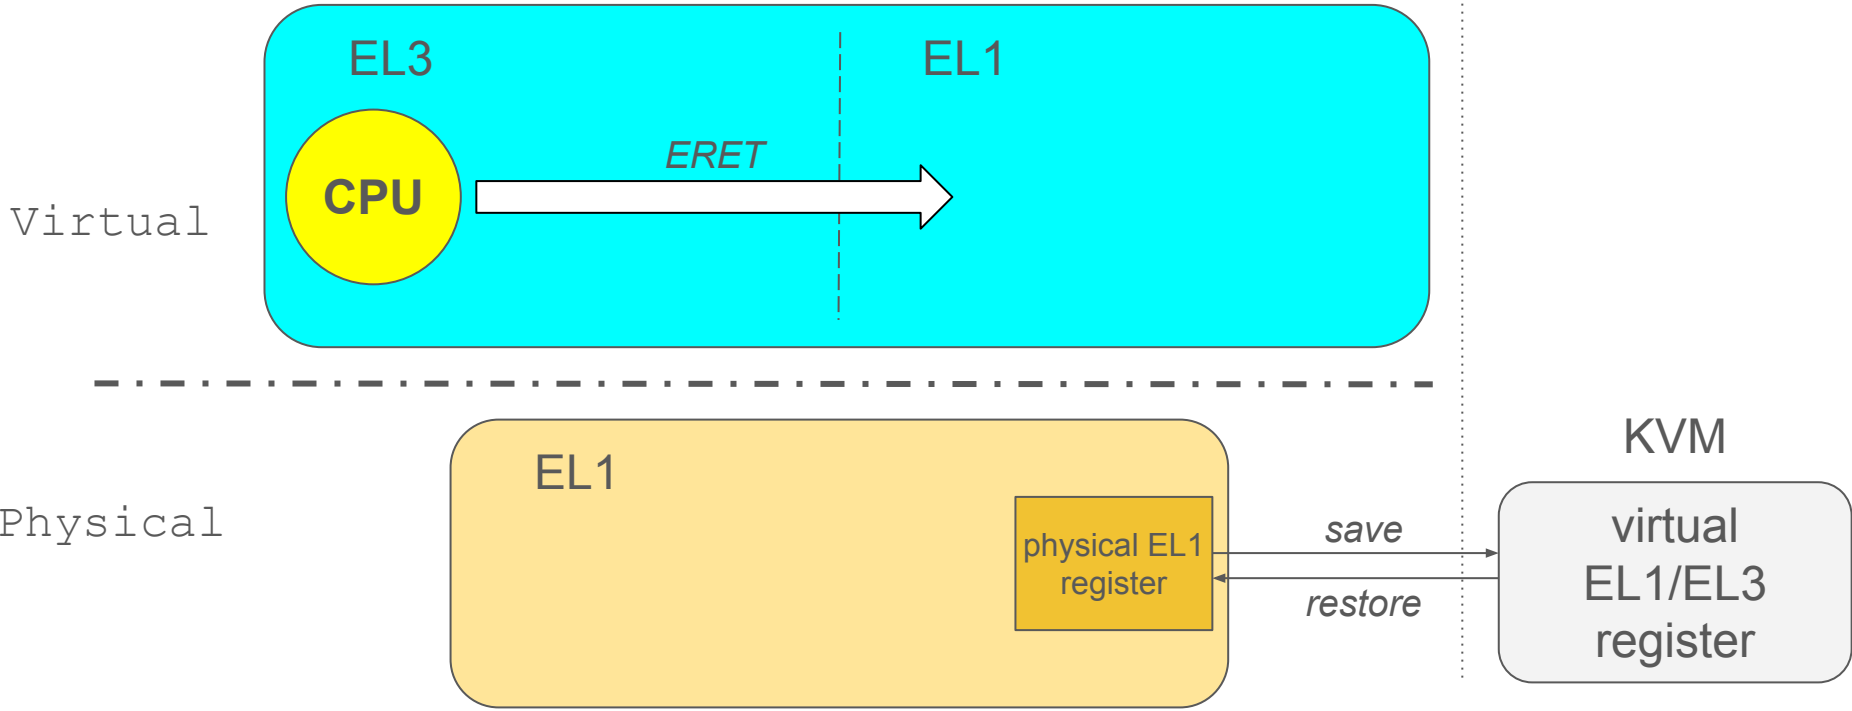 EL3
EL1
ERET
CPU
Virtual
KVM
EL1
Physical
physical EL1
register
save
restore
virtual
EL1/EL3
register